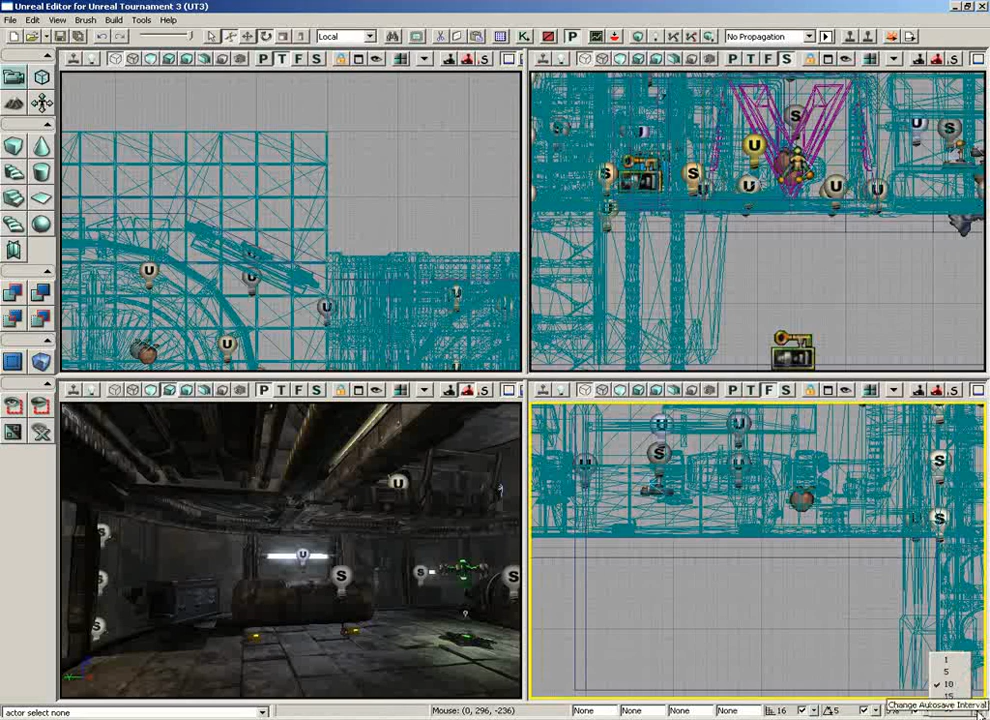 Unreal Editor for Unreal Tournament 3 (UT3)
File Edit View Brush Build Tools Help
Local
No Propagation
P T F S
P T F S
P T F S
P T F S
1
5
10
15
Change Autosave Interval
actor select none
Mouse: (0, 296, -236)
None None None None
16
5